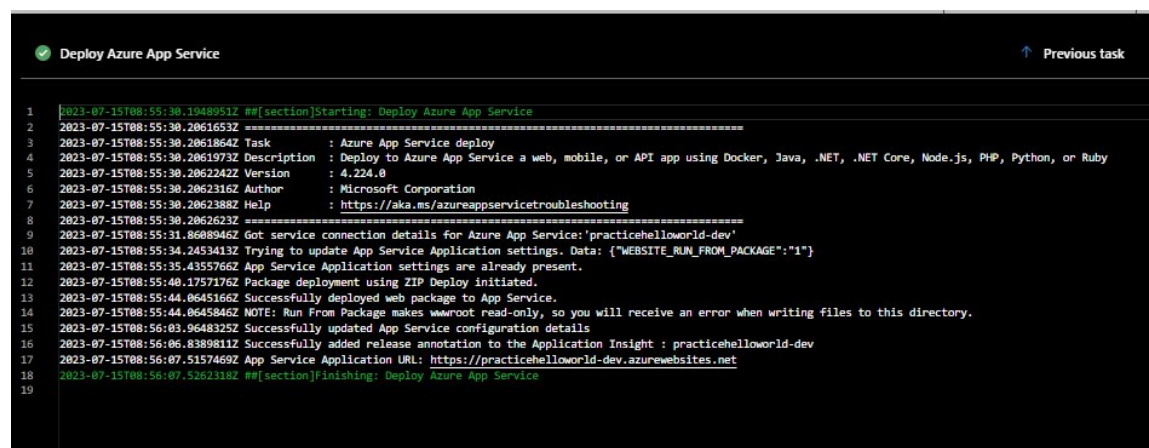 Deploy Azure App Service
Previous task
1 2023-07-15T08:55:30.1948951Z ##[section]Starting: Deploy Azure App Service
2 2023-07-15T08:55:30.2061653Z ==============================================================================
3 2023-07-15T08:55:30.2061864Z Task         : Azure App Service deploy
4 2023-07-15T08:55:30.2061973Z Description  : Deploy to Azure App Service a web, mobile, or API app using Docker, Java, .NET, .NET Core, Node.js, PHP, Python, or Ruby
5 2023-07-15T08:55:30.2062242Z Version      : 4.224.0
6 2023-07-15T08:55:30.2062316Z Author       : Microsoft Corporation
7 2023-07-15T08:55:30.2062388Z Help         : https://aka.ms/azureappservicetroubleshooting
8 2023-07-15T08:55:30.2062623Z ==============================================================================
9 2023-07-15T08:55:31.8608946Z Got service connection details for Azure App Service:'practicehelloworld-dev'
10 2023-07-15T08:55:34.2453413Z Trying to update App Service Application settings. Data: {"WEBSITE_RUN_FROM_PACKAGE":"1"}
11 2023-07-15T08:55:35.4355766Z App Service Application settings are already present.
12 2023-07-15T08:55:40.1757176Z Package deployment using ZIP Deploy initiated.
13 2023-07-15T08:55:44.0645166Z Successfully deployed web package to App Service.
14 2023-07-15T08:55:44.0645846Z NOTE: Run From Package makes wwwroot read-only, so you will receive an error when writing files to this directory.
15 2023-07-15T08:56:03.9648325Z Successfully updated App Service configuration details
16 2023-07-15T08:56:06.8389811Z Successfully added release annotation to the Application Insight : practicehelloworld-dev
17 2023-07-15T08:56:07.5157469Z App Service Application URL: https://practicehelloworld-dev.azurewebsites.net
18 2023-07-15T08:56:07.5262318Z ##[section]Finishing: Deploy Azure App Service
19